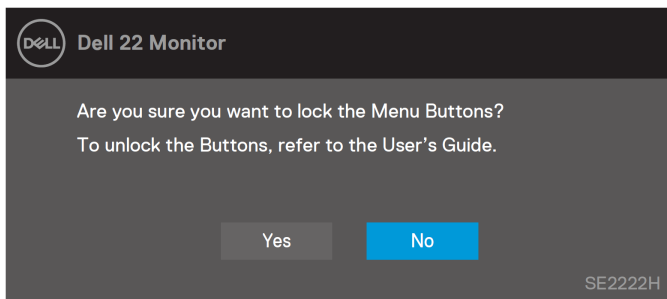 DELL Dell 22 Monitor
Are you sure you want to lock the Menu Buttons?
To unlock the Buttons, refer to the User’s Guide.
Yes No
SE2222H